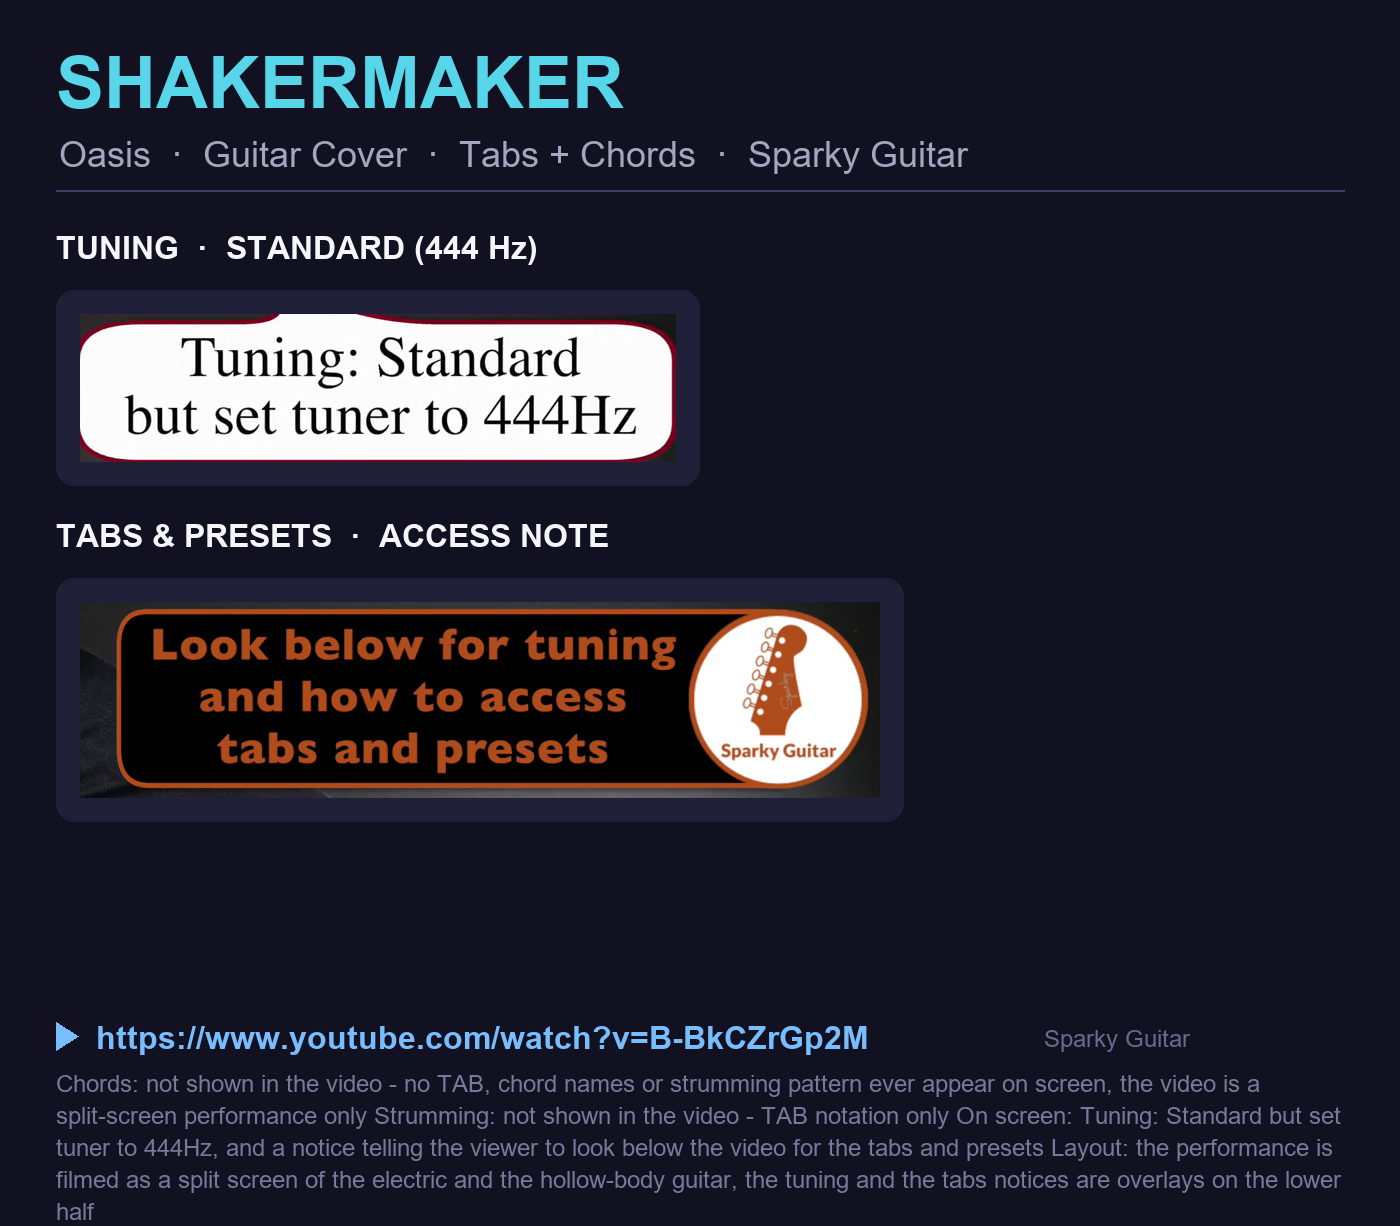 SHAKERMAKER
Oasis · Guitar Cover · Tabs + Chords · Sparky Guitar
TUNING · STANDARD (444 Hz)
Tuning: Standard
but set tuner to 444Hz
TABS & PRESETS · ACCESS NOTE
Look below for tuning
and how to access
tabs and presets
Sparky
Sparky Guitar
https://www.youtube.com/watch?v=B-BkCZrGp2M
Sparky Guitar
Chords: not shown in the video - no TAB, chord names or strumming pattern ever appear on screen, the video is a
split-screen performance only Strumming: not shown in the video - TAB notation only On screen: Tuning: Standard but set
tuner to 444Hz, and a notice telling the viewer to look below the video for the tabs and presets Layout: the performance is
filmed as a split screen of the electric and the hollow-body guitar, the tuning and the tabs notices are overlays on the lower
half